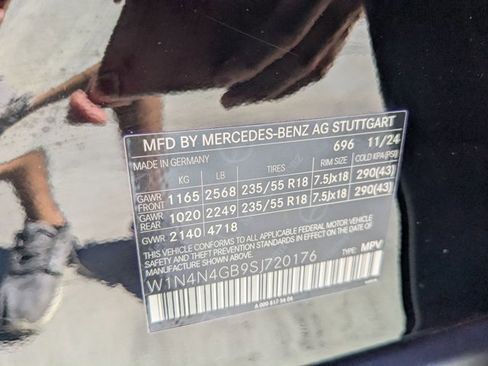 MFD BY MERCEDES-BENZ AG STUTTGART
MADE IN GERMANY 696 11/24
KG LB TIRES RIM SIZE COLD KPA (PSI)
GAWR FRONT 1165 2568 235/55 R18 7.5Jx18 290(43)
GAWR REAR 1020 2249 235/55 R18 7.5Jx18 290(43)
GVWR 2140 4718
THIS VEHICLE CONFORMS TO ALL APPLICABLE FEDERAL MOTOR VEHICLE
SAFETY AND THEFT PREVENTION STANDARDS IN EFFECT ON THE DATE OF
MANUFACTURE SHOWN ABOVE.
W1N4N4GB9SJ720176 TYPE: MPV